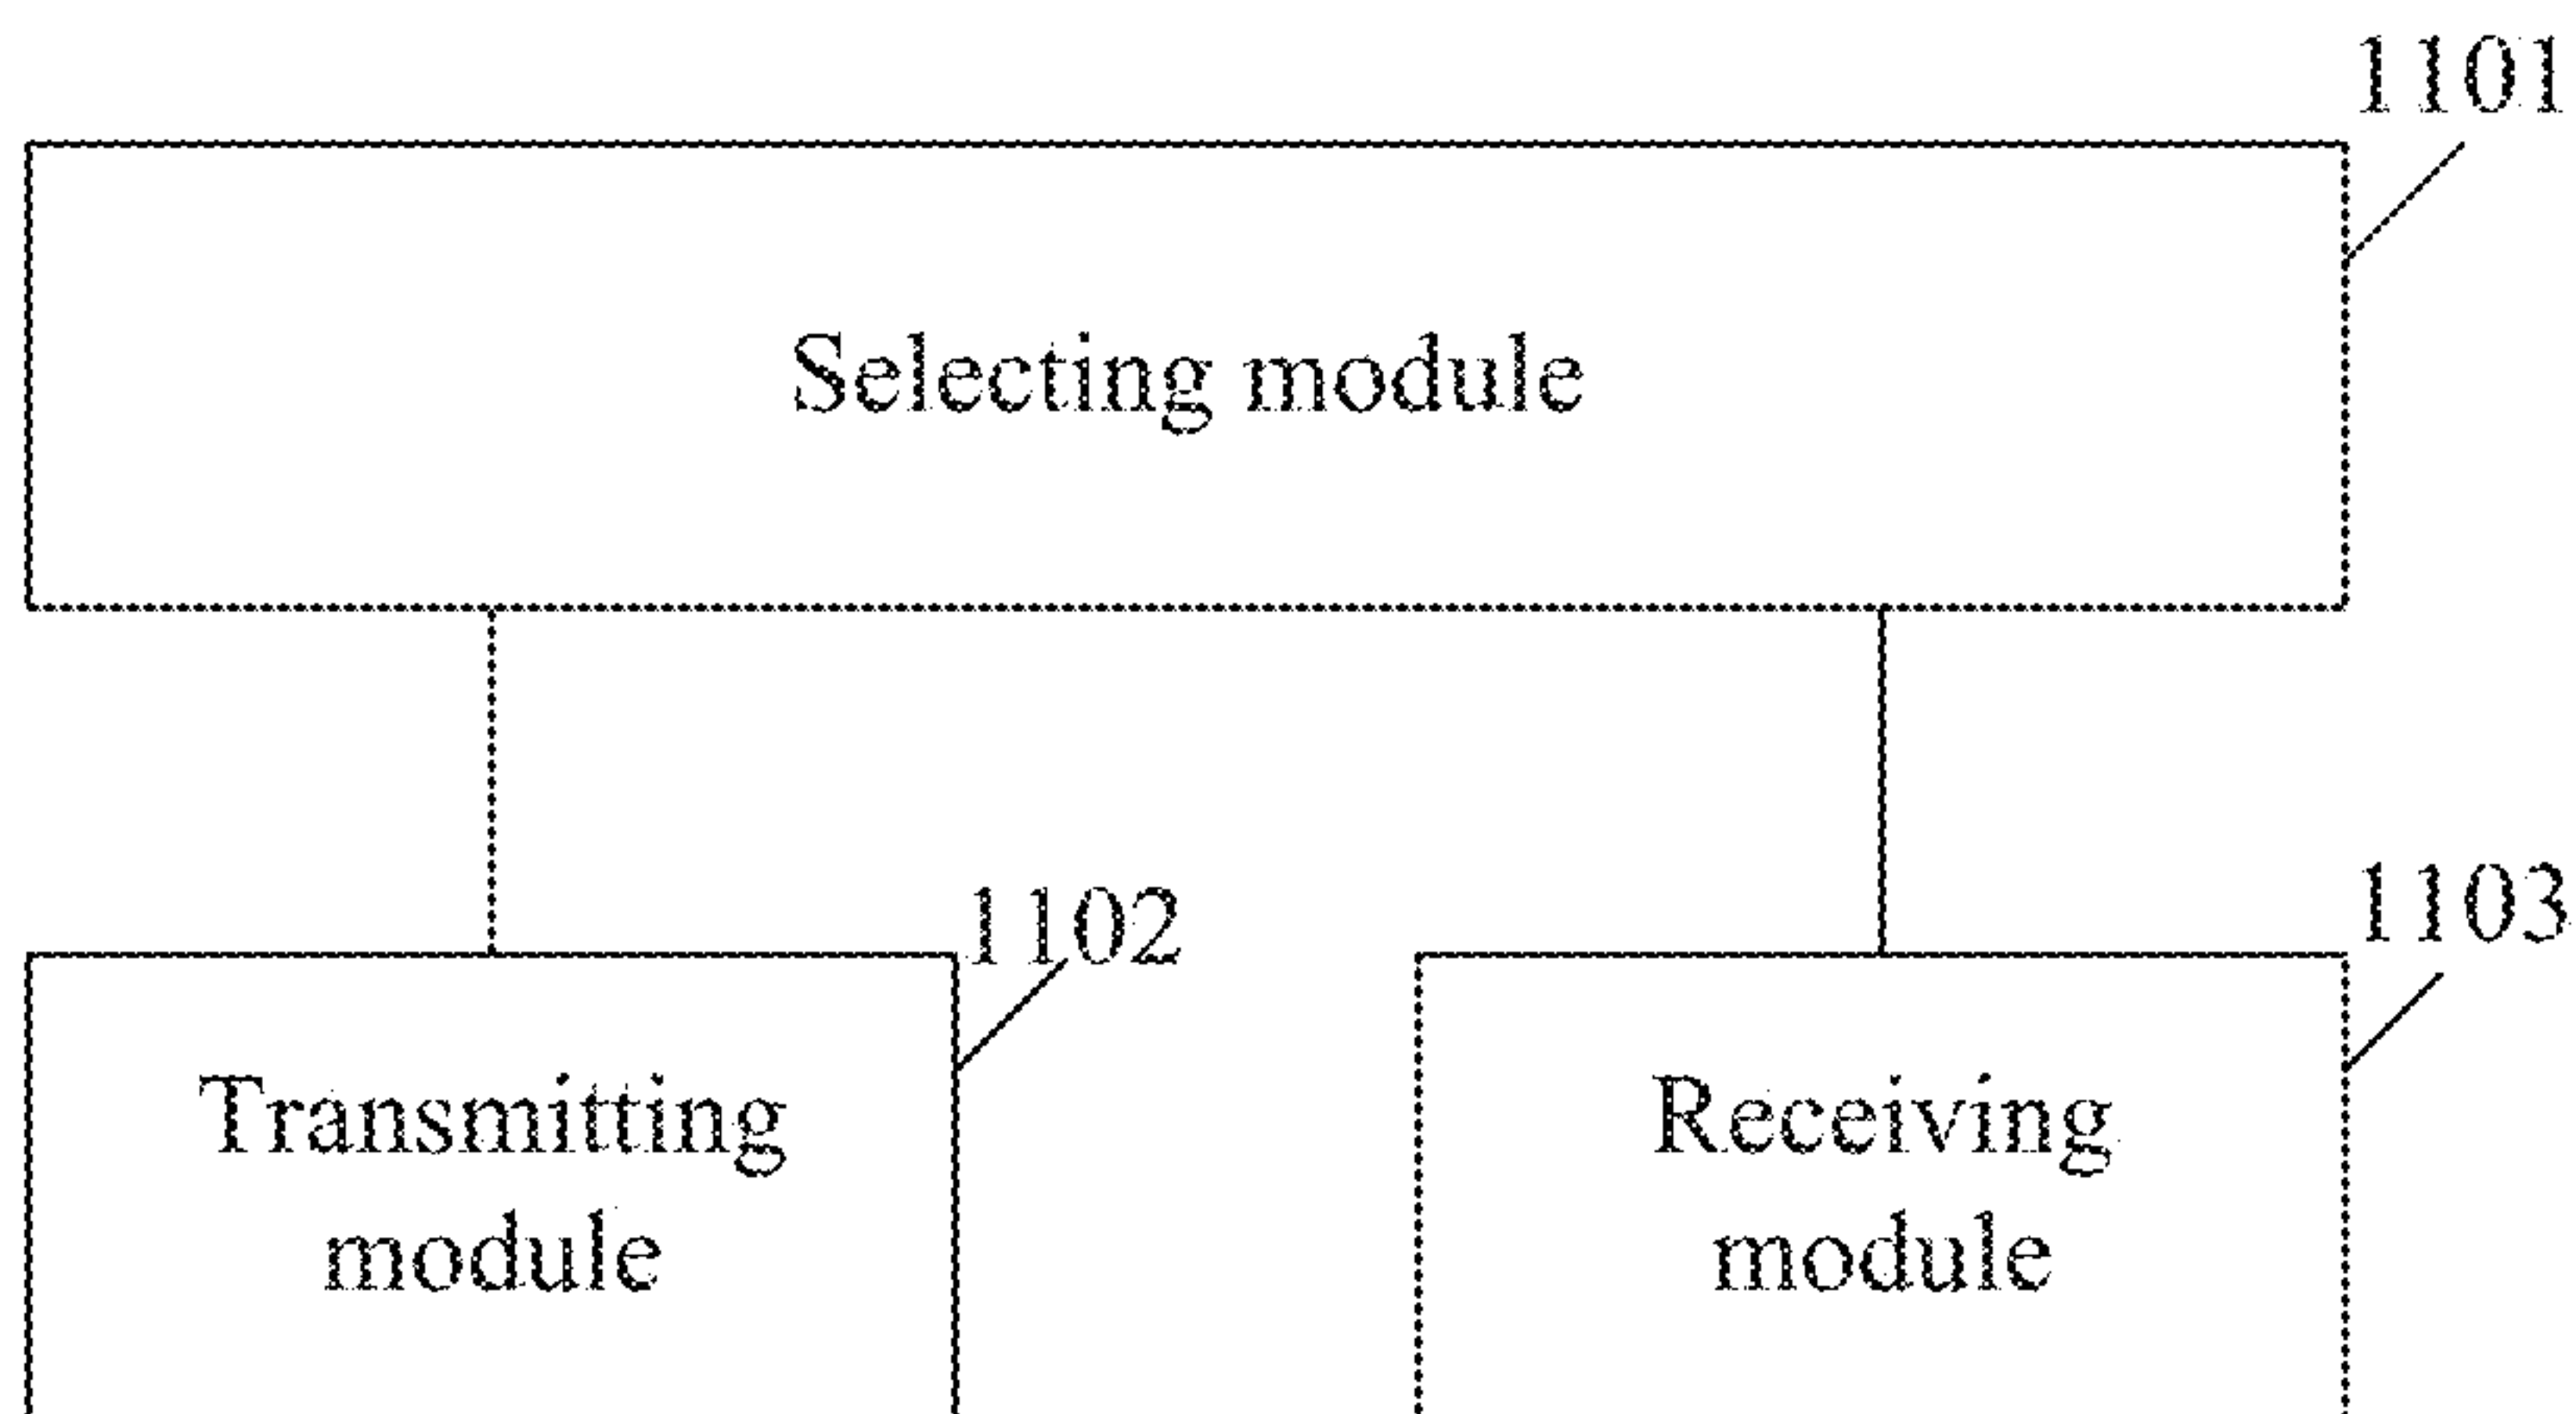 1101
Selecting module
1102
1103
Transmitting
module
Receiving
module